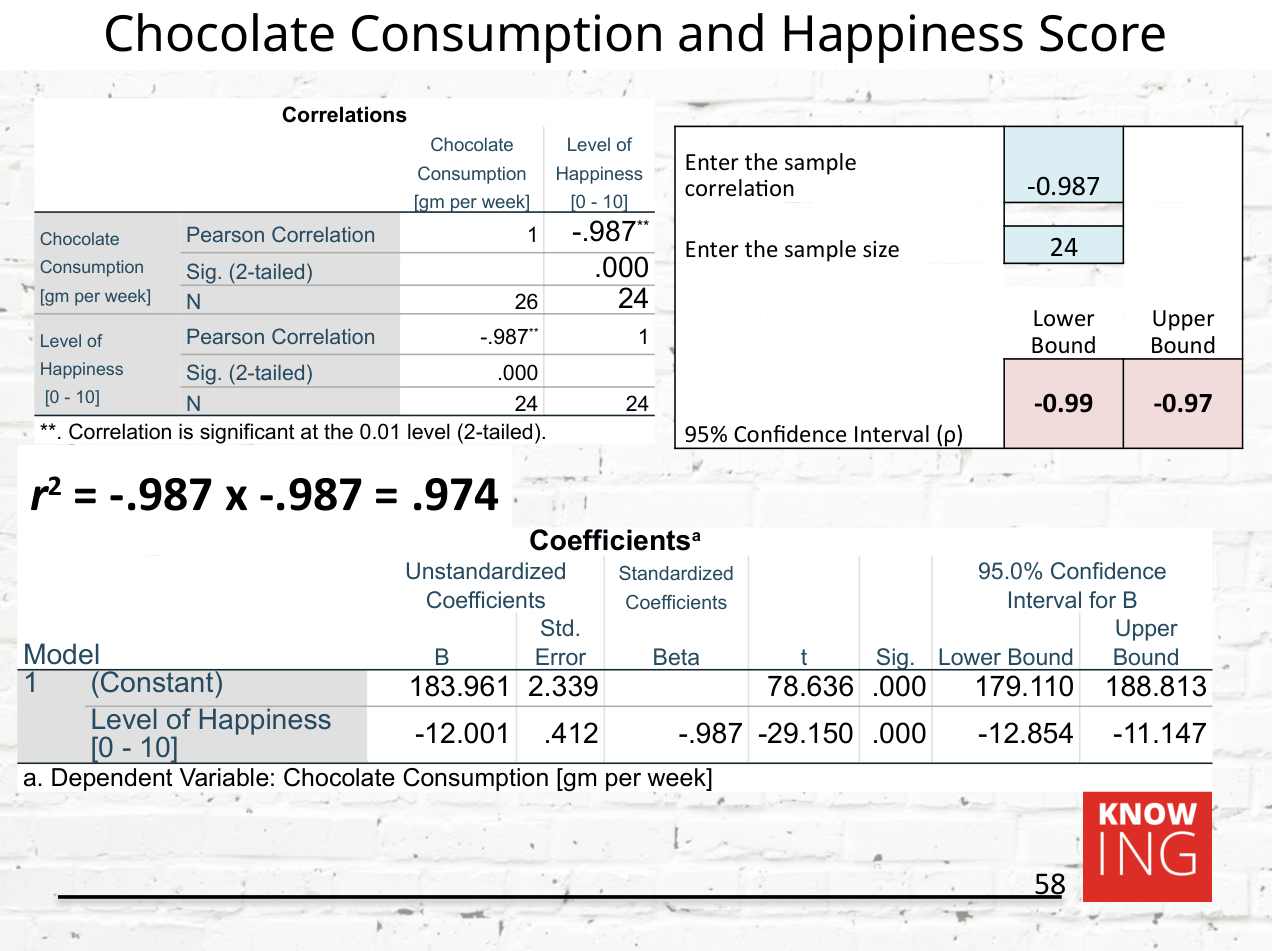 Chocolate Consumption and Happiness Score
Correlations
Chocolate Consumption [gm per week] Level of Happiness [0 - 10]
Chocolate Consumption [gm per week] Pearson Correlation 1 -.987**
Sig. (2-tailed) .000
N 26 24
Level of Happiness [0 - 10] Pearson Correlation -.987** 1
Sig. (2-tailed) .000
N 24 24
**. Correlation is significant at the 0.01 level (2-tailed).
Enter the sample
correlation -0.987
Enter the sample size 24
Lower Bound Upper Bound
-0.99 -0.97
95% Confidence Interval (ρ)
r² = -.987 x -.987 = .974
Coefficientsᵃ
Unstandardized Coefficients Standardized Coefficients 95.0% Confidence Interval for B
Model B Std. Error Beta t Sig. Lower Bound Upper Bound
1 (Constant) 183.961 2.339 78.636 .000 179.110 188.813
Level of Happiness [0 - 10] -12.001 .412 -.987 -29.150 .000 -12.854 -11.147
a. Dependent Variable: Chocolate Consumption [gm per week]
KNOW
ING
58